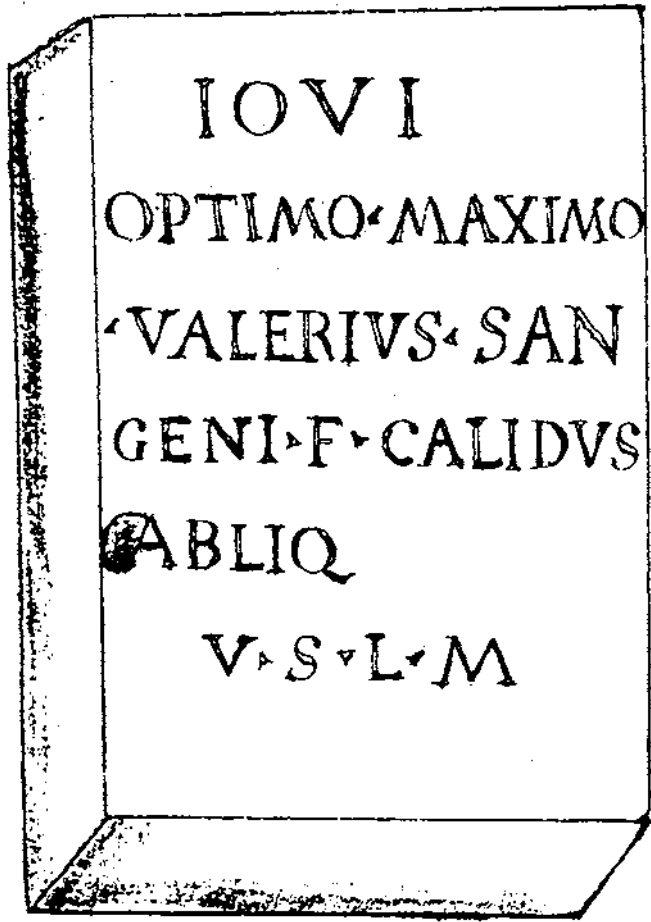 IOVI
OPTIMO·MAXIMO
·VALERIVS·SAN
GENI·F·CALIDVS
ABLIQ
V·S·L·M